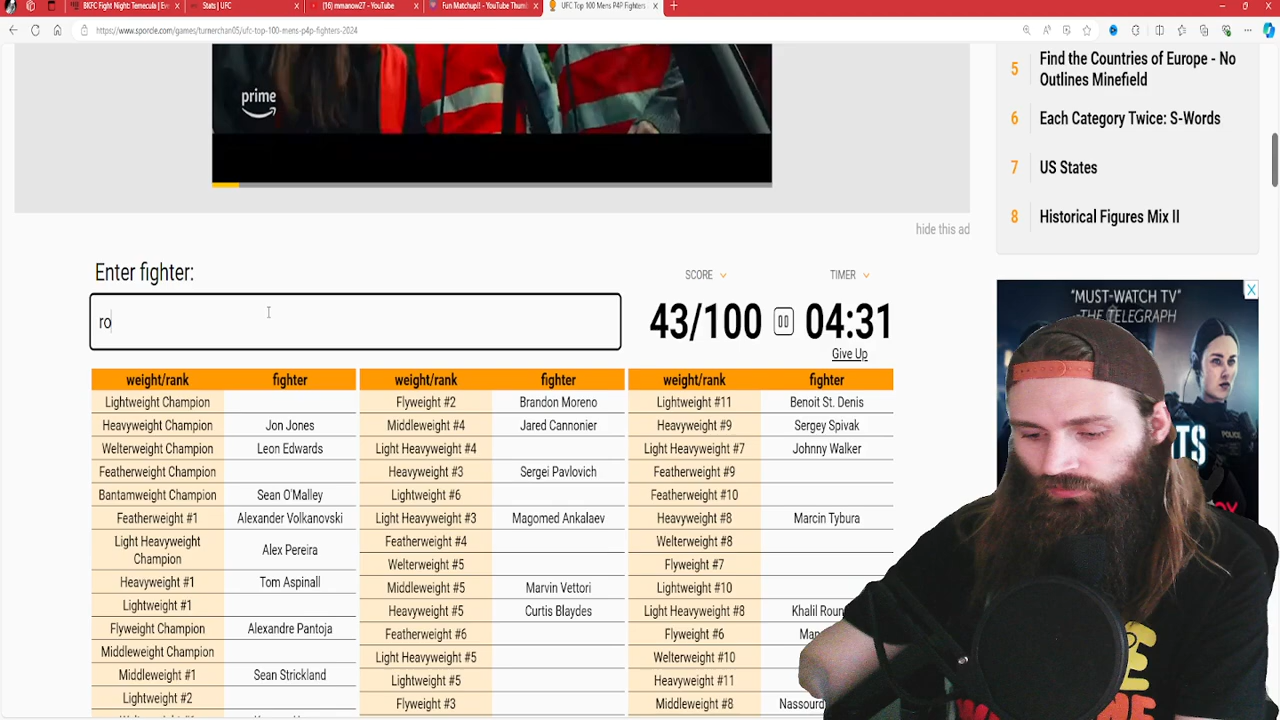 BKFC Fight Night: Temecula | Eve
Stats | UFC
(16) mmanow27 - YouTube
Fun Matchup!! - YouTube Thum
UFC Top 100 Mens P4P Fighters
https://www.sporcle.com/games/turnerchan05/ufc-top-100-mens-p4p-fighters-2024
prime
hide this ad
5 Find the Countries of Europe - No
Outlines Minefield
6 Each Category Twice: S-Words
7 US States
8 Historical Figures Mix II
"MUST-WATCH TV"
THE TELEGRAPH
POLICE
Enter fighter:
ro
SCORE
TIMER
43/100
04:31
Give Up
weight/rank fighter weight/rank fighter weight/rank fighter
Lightweight Champion Flyweight #2 Brandon Moreno Lightweight #11 Benoit St. Denis
Heavyweight Champion Jon Jones Middleweight #4 Jared Cannonier Heavyweight #9 Sergey Spivak
Welterweight Champion Leon Edwards Light Heavyweight #4 Light Heavyweight #7 Johnny Walker
Featherweight Champion Heavyweight #3 Sergei Pavlovich Featherweight #9
Bantamweight Champion Sean O'Malley Lightweight #6 Featherweight #10
Featherweight #1 Alexander Volkanovski Light Heavyweight #3 Magomed Ankalaev Heavyweight #8 Marcin Tybura
Light Heavyweight
Champion Alex Pereira Featherweight #4 Welterweight #8
Welterweight #5 Flyweight #7
Heavyweight #1 Tom Aspinall Middleweight #5 Marvin Vettori Lightweight #10
Lightweight #1 Heavyweight #5 Curtis Blaydes Light Heavyweight #8 Khalil Roun
Flyweight Champion Alexandre Pantoja Featherweight #6 Flyweight #6 Man
Middleweight Champion Light Heavyweight #5 Welterweight #10
Middleweight #1 Sean Strickland Lightweight #5 Heavyweight #11
Lightweight #2 Flyweight #3 Middleweight #8 Nassourd